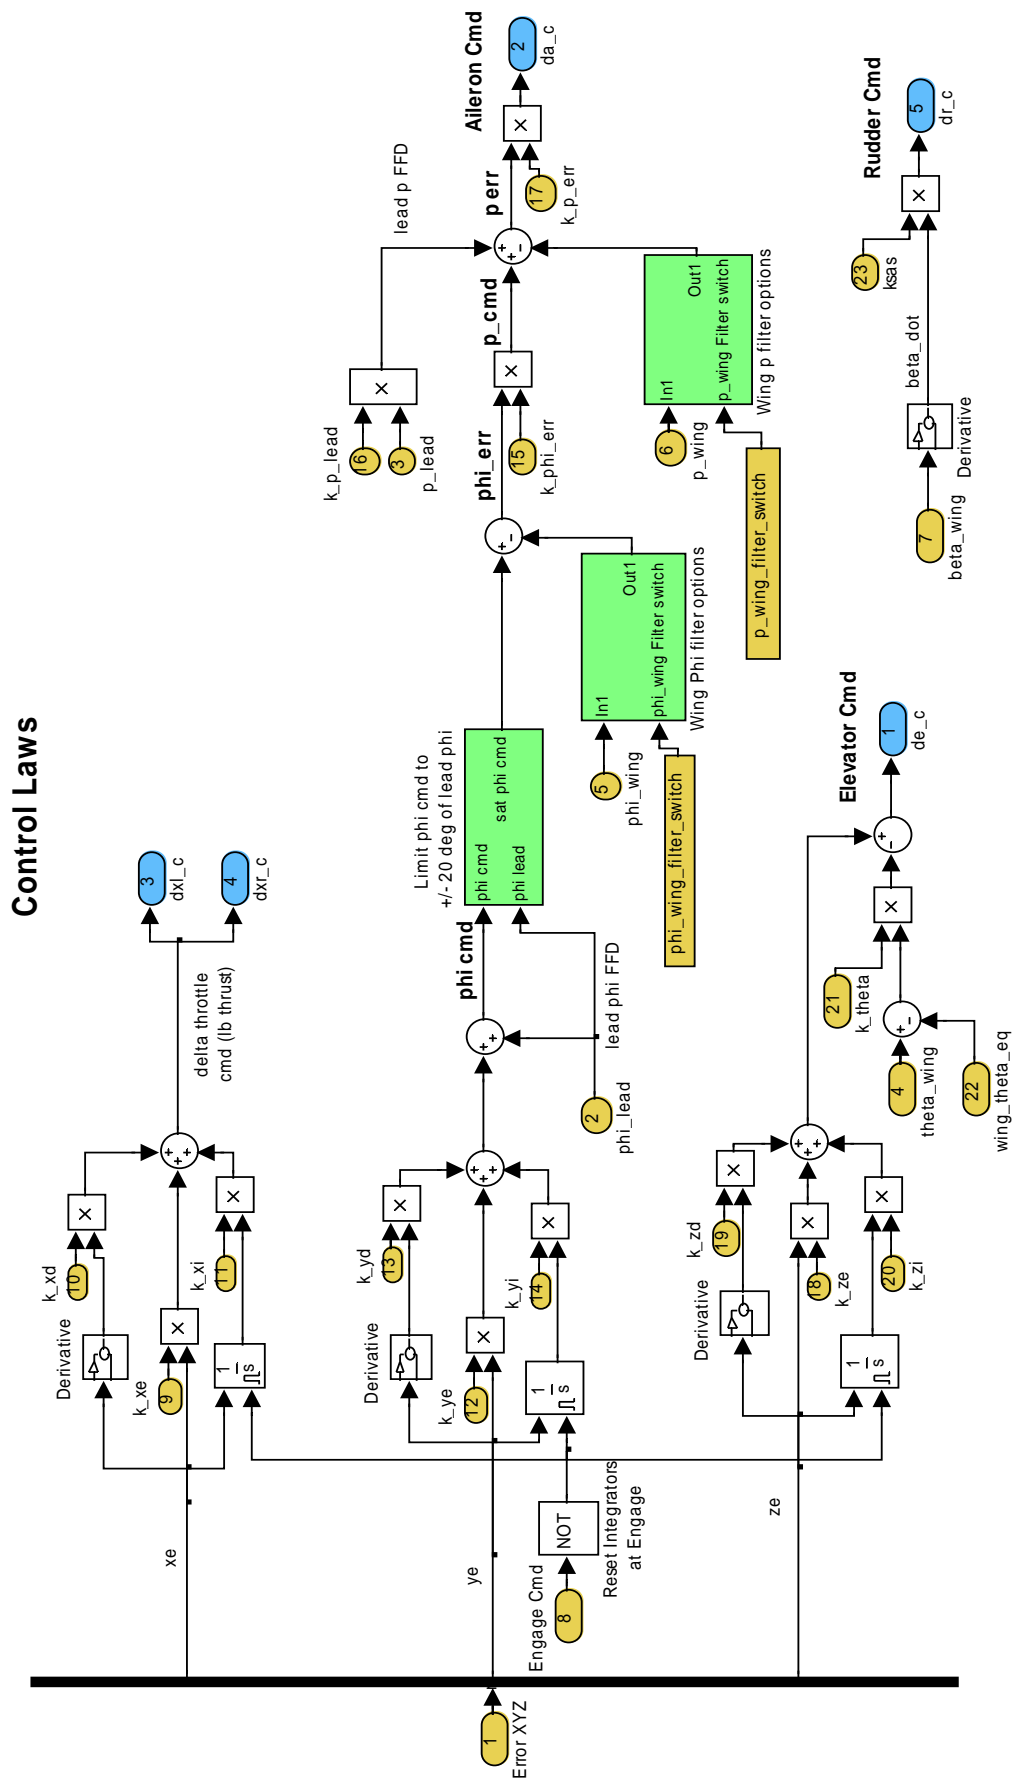 Control Laws
Error XYZ
1
xe
ye
ze
Engage Cmd
8
NOT
Reset Integrators
at Engage
Derivative
k_xd
10
k_xe
9
×
×
k_xi
11
×
1
s
+
+
+
delta throttle
cmd (lb thrust)
3
dxl_c
4
dxr_c
Derivative
k_yd
13
×
k_ye
12
×
k_yi
14
×
1
s
+
+
+
2
phi_lead
lead phi FFD
+
+
phi cmd
Limit phi cmd to
+/- 20 deg of lead phi
phi cmd
phi lead
sat phi cmd
5
phi_wing
phi_wing_filter_switch
In1
phi_wing Filter switch
Out1
Wing Phi filter options
+
-
phi_err
15
k_phi_err
×
p_cmd
k_p_lead
16
3
p_lead
×
lead p FFD
6
p_wing
p_wing_filter_switch
In1
p_wing Filter switch
Out1
Wing p filter options
+
+
-
p err
17
k_p_err
×
Aileron Cmd
2
da_c
Derivative
k_zd
19
×
18
k_ze
×
20
k_zi
×
1
s
+
+
+
4
theta_wing
22
wing_theta_eq
+
-
21
k_theta
×
+
-
Elevator Cmd
1
de_c
7
beta_wing
Derivative
beta_dot
23
ksas
×
Rudder Cmd
5
dr_c